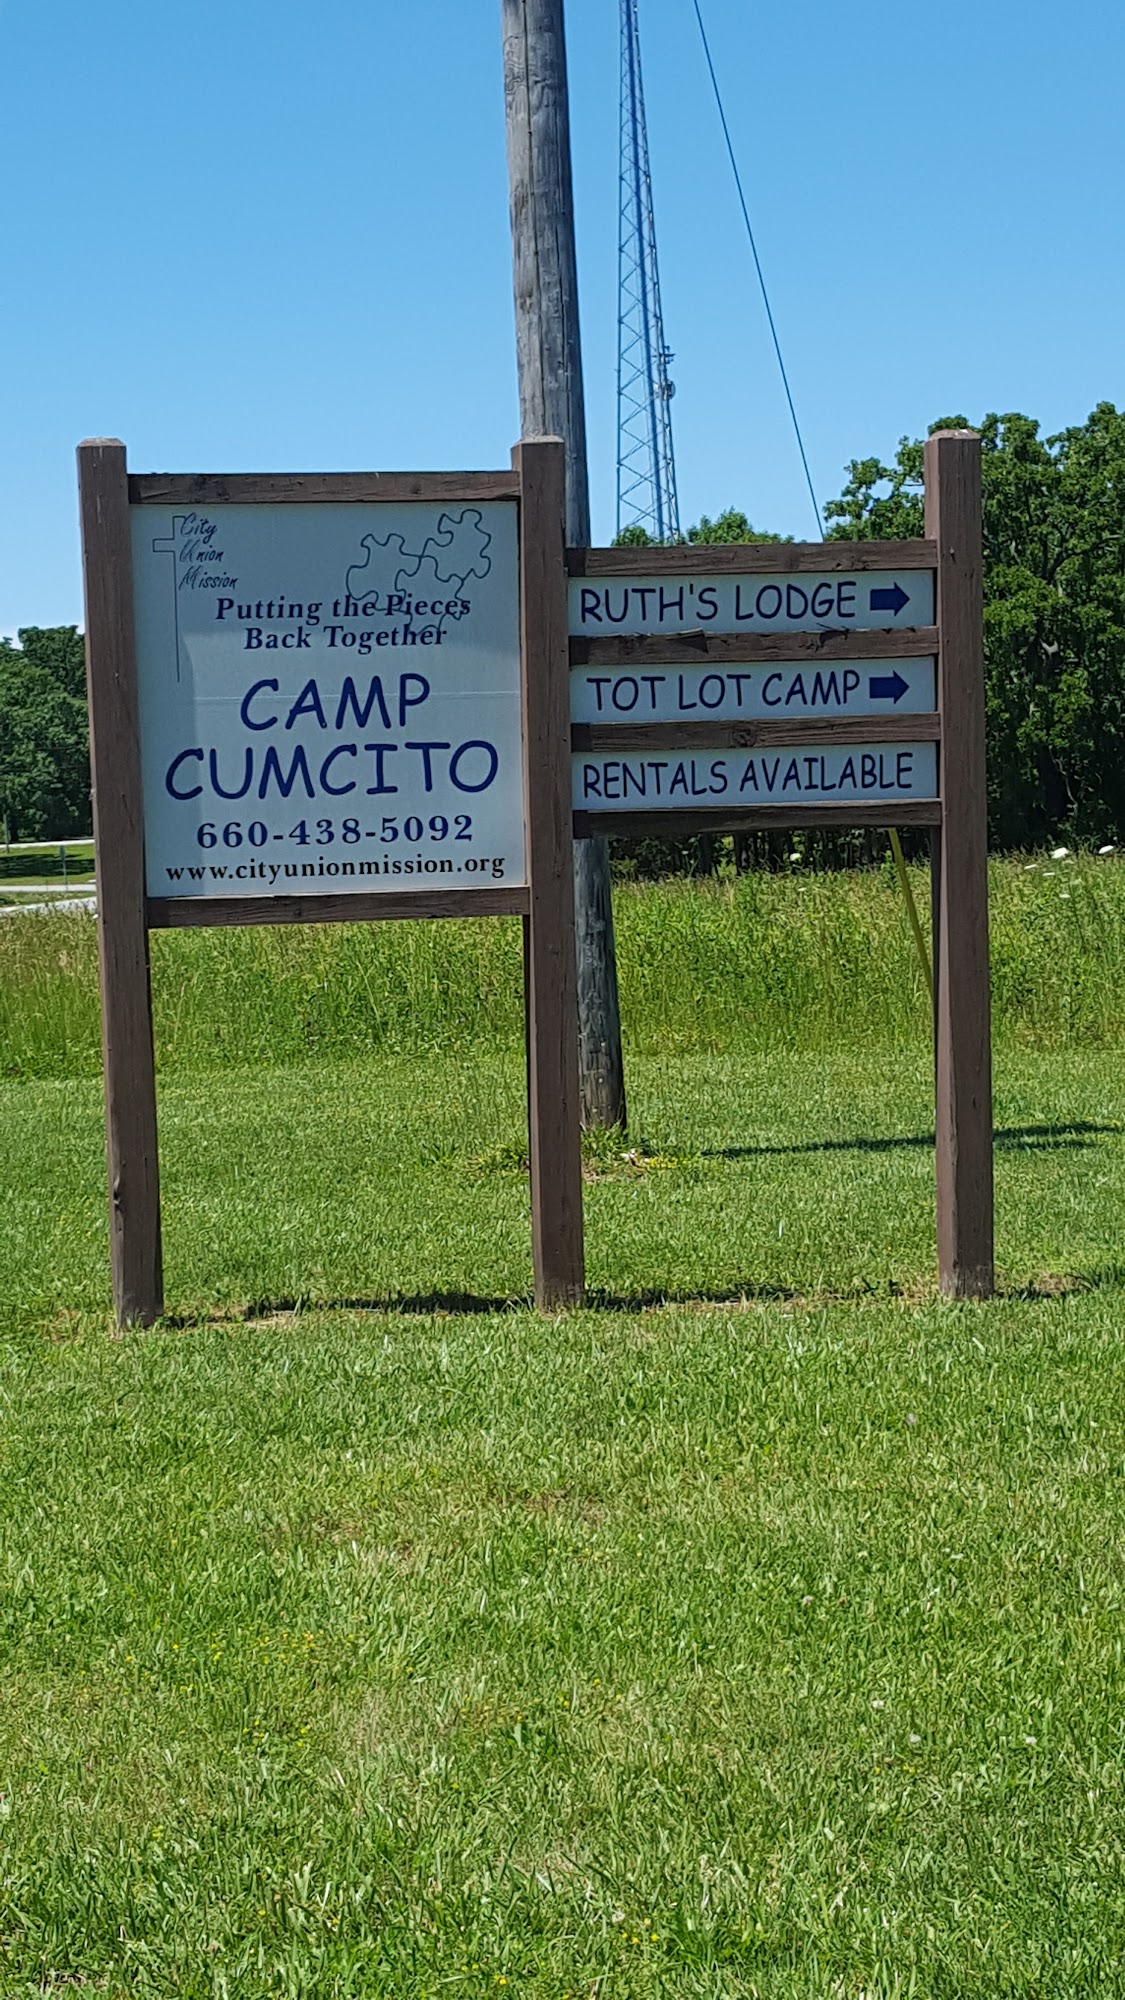 City
Union
Mission
Putting the Pieces
Back Together
CAMP
CUMCITO
660-438-5092
www.cityunionmission.org
RUTH'S LODGE
TOT LOT CAMP
RENTALS AVAILABLE